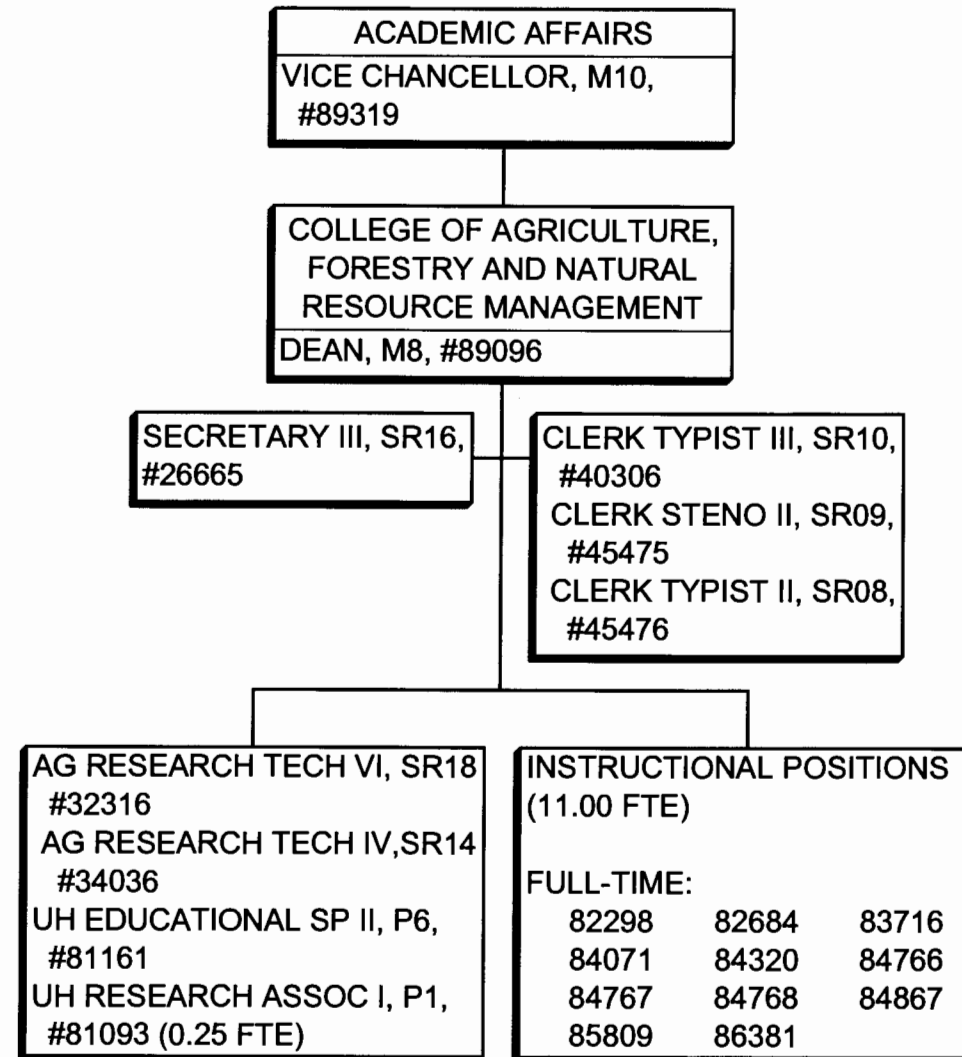 ACADEMIC AFFAIRS
VICE CHANCELLOR, M10,
#89319
COLLEGE OF AGRICULTURE,
FORESTRY AND NATURAL
RESOURCE MANAGEMENT
DEAN, M8, #89096
SECRETARY III, SR16,
#26665
CLERK TYPIST III, SR10,
#40306
CLERK STENO II, SR09,
#45475
CLERK TYPIST II, SR08,
#45476
AG RESEARCH TECH VI, SR18
#32316
AG RESEARCH TECH IV,SR14
#34036
UH EDUCATIONAL SP II, P6,
#81161
UH RESEARCH ASSOC I, P1,
#81093 (0.25 FTE)
INSTRUCTIONAL POSITIONS
(11.00 FTE)
FULL-TIME:
82298 82684 83716
84071 84320 84766
84767 84768 84867
85809 86381